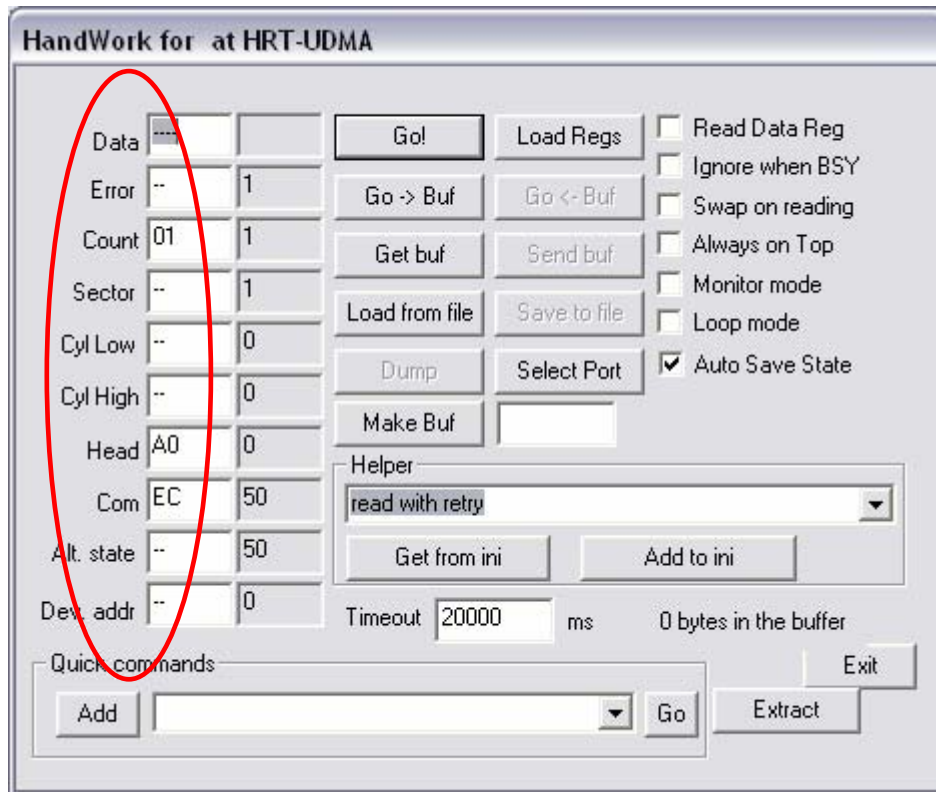 HandWork for  at HRT-UDMA
Data ---- Go! Load Regs Read Data Reg
Error -- 1 Go -> Buf Go <- Buf Ignore when BSY
Swap on reading
Count 01 1 Get buf Send buf Always on Top
Sector -- 1 Load from file Save to file Monitor mode
Loop mode
Cyl Low -- 0 Dump Select Port Auto Save State
Cyl High -- 0 Make Buf
Head A0 0 Helper
Com EC 50 read with retry
Alt. state -- 50 Get from ini Add to ini
Dev. addr -- 0 Timeout 20000 ms 0 bytes in the buffer
Quick commands Exit
Add Go Extract